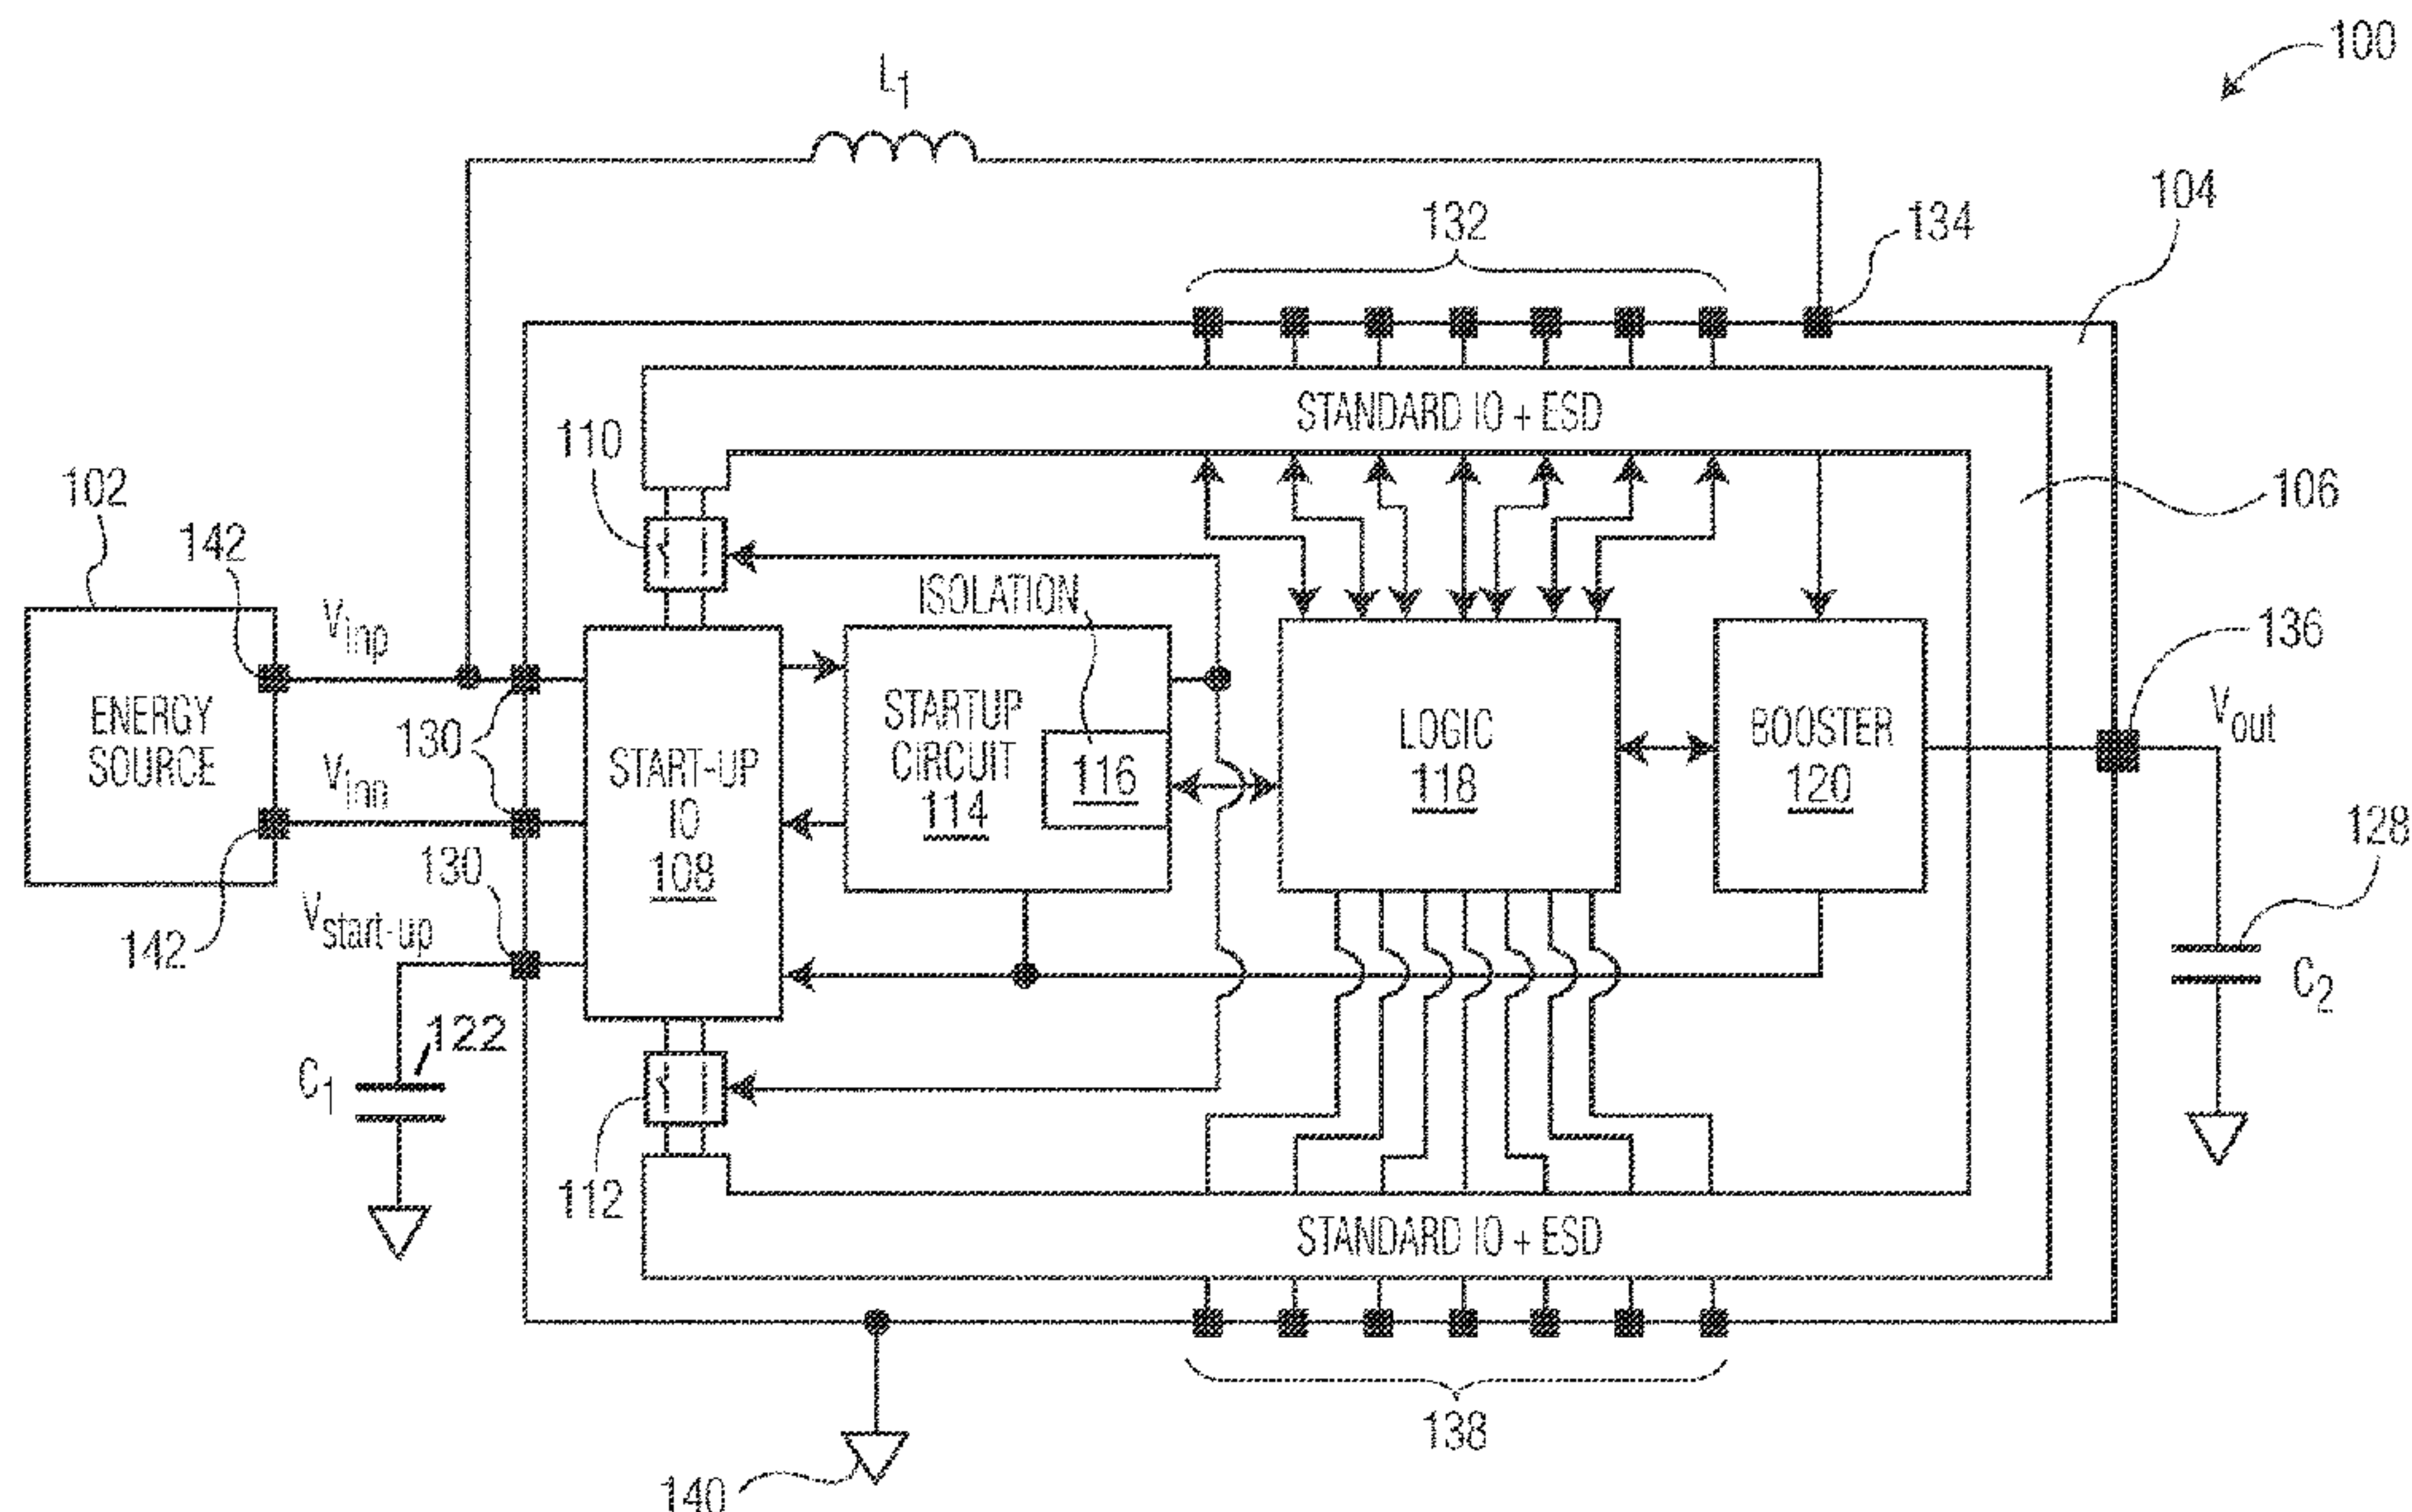 100
L1
104
132
134
STANDARD IO + ESD
110
102
106
142
ISOLATION
Vinp
136
ENERGY
SOURCE
130
STARTUP
CIRCUIT
114
116
LOGIC
118
BOOSTER
120
Vout
START-UP
IO
108
Vinn
128
130
142
Vstart-up
C2
122
C1
112
STANDARD IO + ESD
138
140